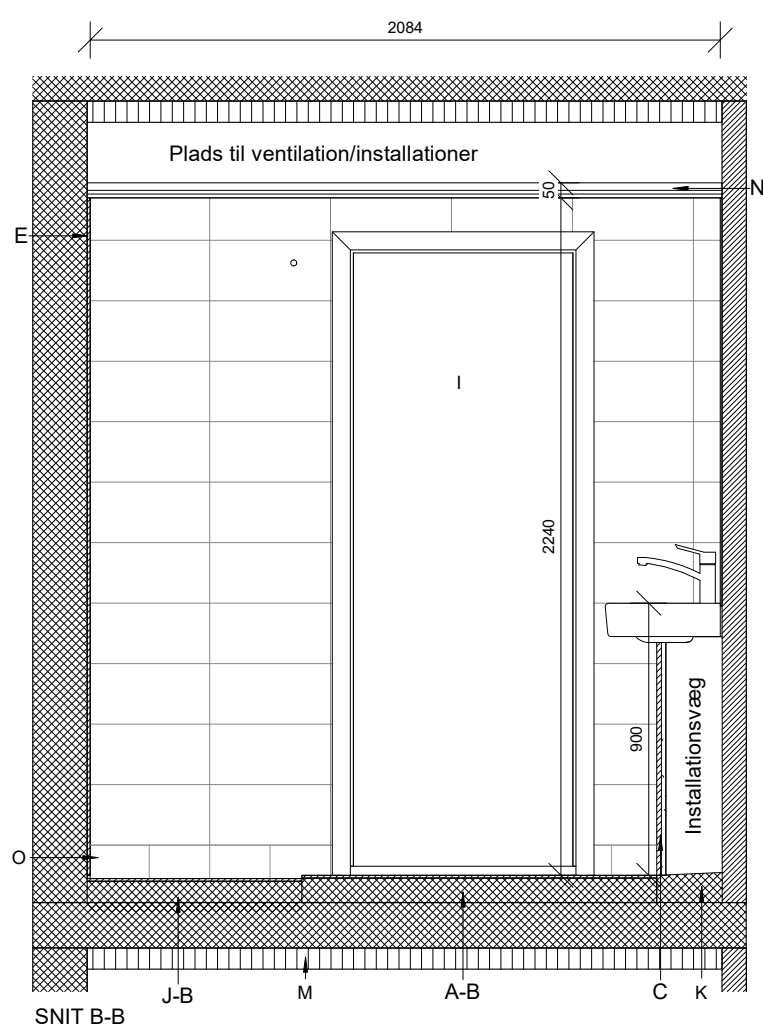 2084
Plads til ventilation/installationer
50
N
E
I
2240
900
Installationsvæg
O
J-B
M
A-B
C
K
SNIT B-B